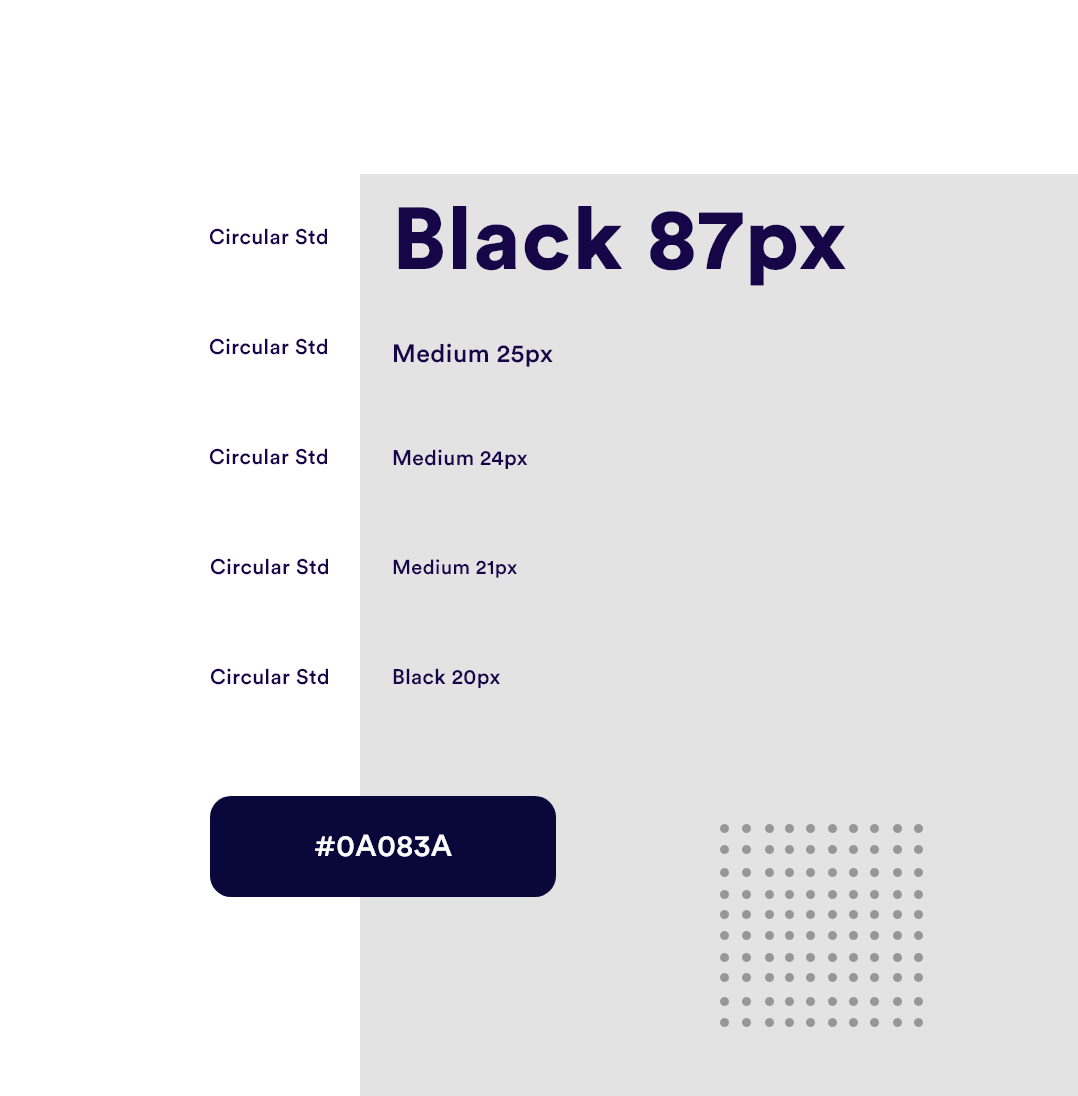 Circular Std Black 87px
Circular Std Medium 25px
Circular Std Medium 24px
Circular Std Medium 21px
Circular Std Black 20px
#0A083A